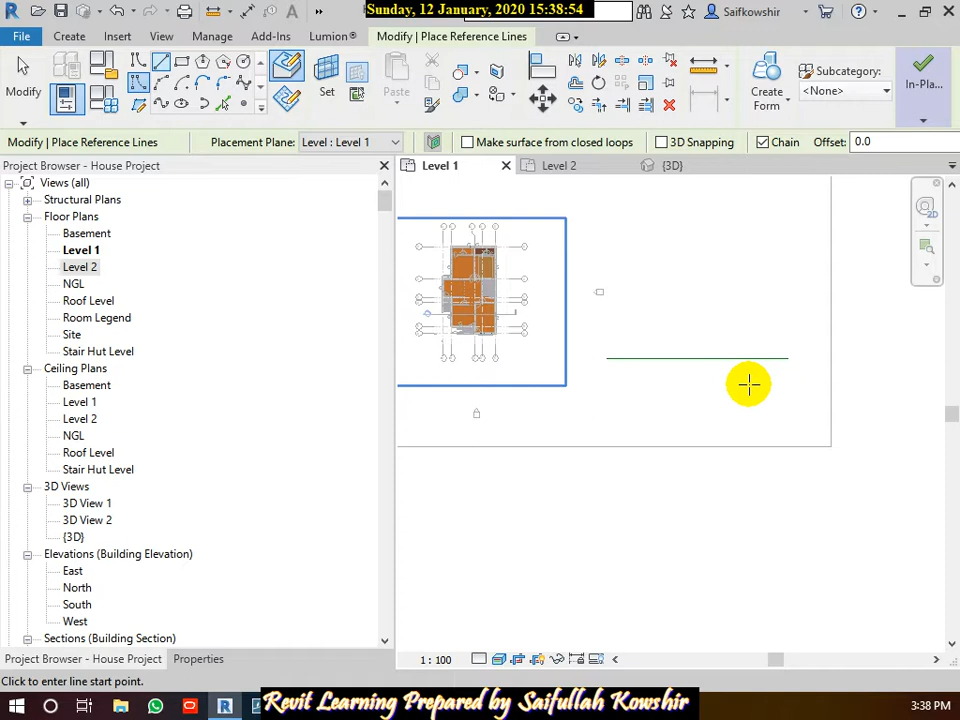 Sunday, 12 January, 2020 15:38:54
Saifkowshir
File
Create
Insert
View
Manage
Add-Ins
Lumion®
Modify | Place Reference Lines
Modify
Set
Paste
Create
Form
Subcategory:
<None>
In-Pla...
Modify | Place Reference Lines
Placement Plane:
Level : Level 1
Make surface from closed loops
3D Snapping
Chain
Offset:
0.0
Project Browser - House Project
Level 1
Level 2
{3D}
Views (all)
Structural Plans
Floor Plans
Basement
Level 1
Level 2
NGL
Roof Level
Room Legend
Site
Stair Hut Level
Ceiling Plans
Basement
Level 1
Level 2
NGL
Roof Level
Stair Hut Level
3D Views
3D View 1
3D View 2
{3D}
Elevations (Building Elevation)
East
North
South
West
Sections (Building Section)
2D
Project Browser - House Project
Properties
1 : 100
Click to enter line start point.
Revit Learning Prepared by Saifullah Kowshir
3:38 PM